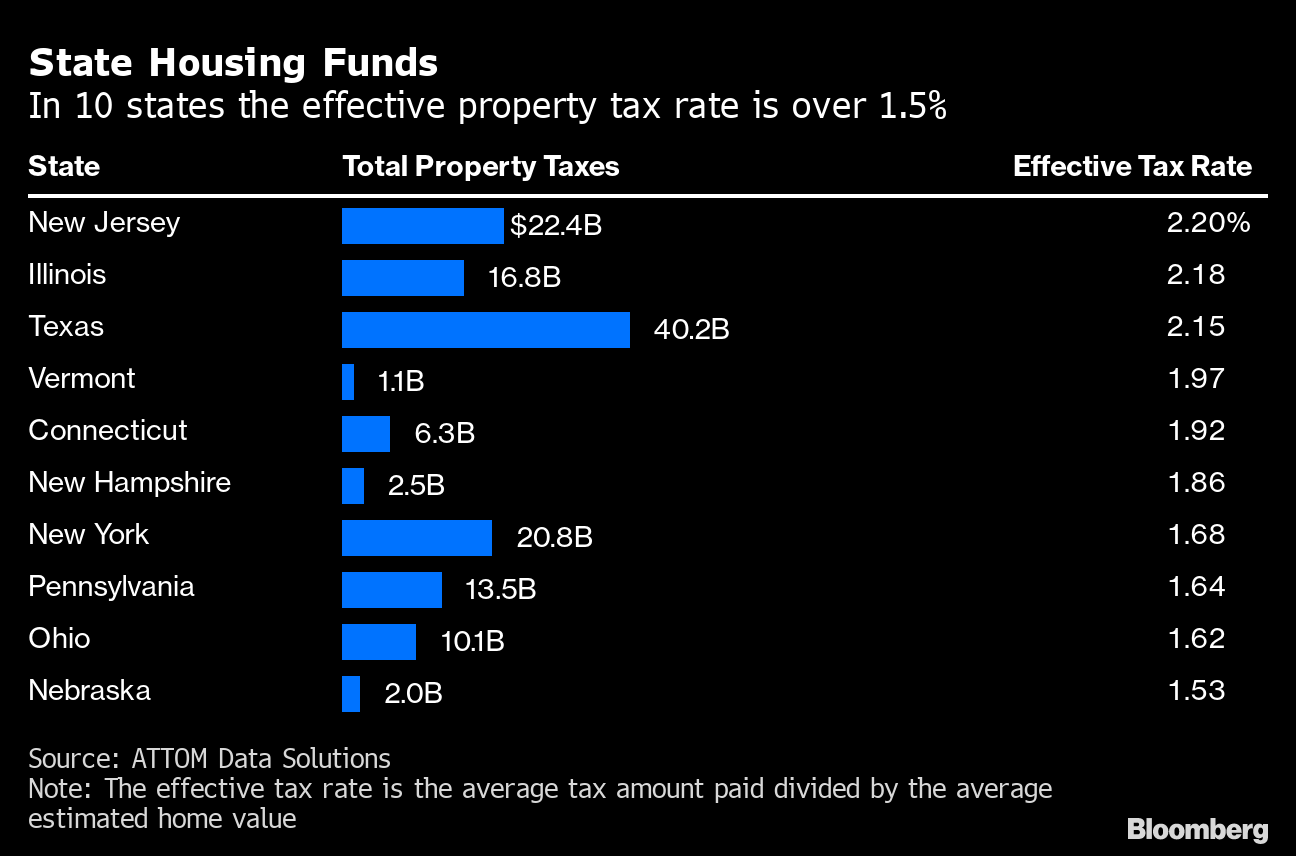 State Housing Funds
In 10 states the effective property tax rate is over 1.5%
State Total Property Taxes Effective Tax Rate
New Jersey $22.4B 2.20%
Illinois 16.8B 2.18
Texas 40.2B 2.15
Vermont 1.1B 1.97
Connecticut 6.3B 1.92
New Hampshire 2.5B 1.86
New York 20.8B 1.68
Pennsylvania 13.5B 1.64
Ohio 10.1B 1.62
Nebraska 2.0B 1.53
Source: ATTOM Data Solutions
Note: The effective tax rate is the average tax amount paid divided by the average
estimated home value
Bloomberg